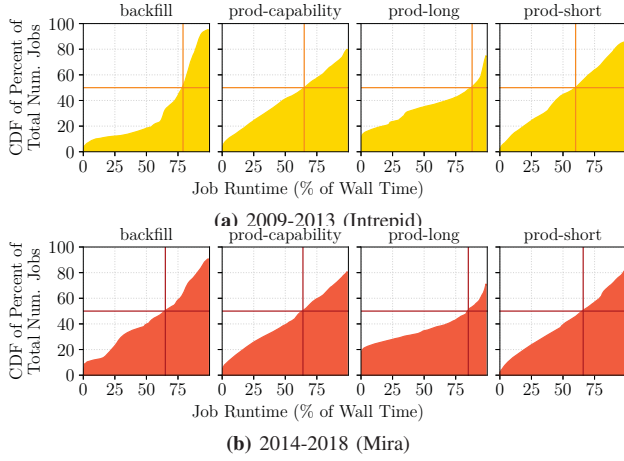 backfill prod-capability prod-long prod-short
CDF of Percent of
Total Num. Jobs
100
80
60
40
20
0
0 25 50 75 0 25 50 75 0 25 50 75 0 25 50 75
Job Runtime (% of Wall Time)
(a) 2009-2013 (Intrepid)
backfill prod-capability prod-long prod-short
CDF of Percent of
Total Num. Jobs
100
80
60
40
20
0
0 25 50 75 0 25 50 75 0 25 50 75 0 25 50 75
Job Runtime (% of Wall Time)
(b) 2014-2018 (Mira)